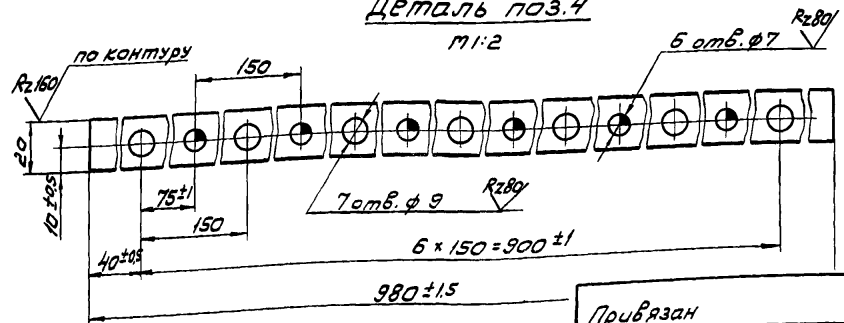 Деталь поз.4
М1:2
по контуру
Rz160
150
6 отв. φ7
Rz80
20
10±0,5
75±1
7 отв. φ 9
Rz80
150
40±0,5
6 × 150 = 900±1
980±1.5
Привязан